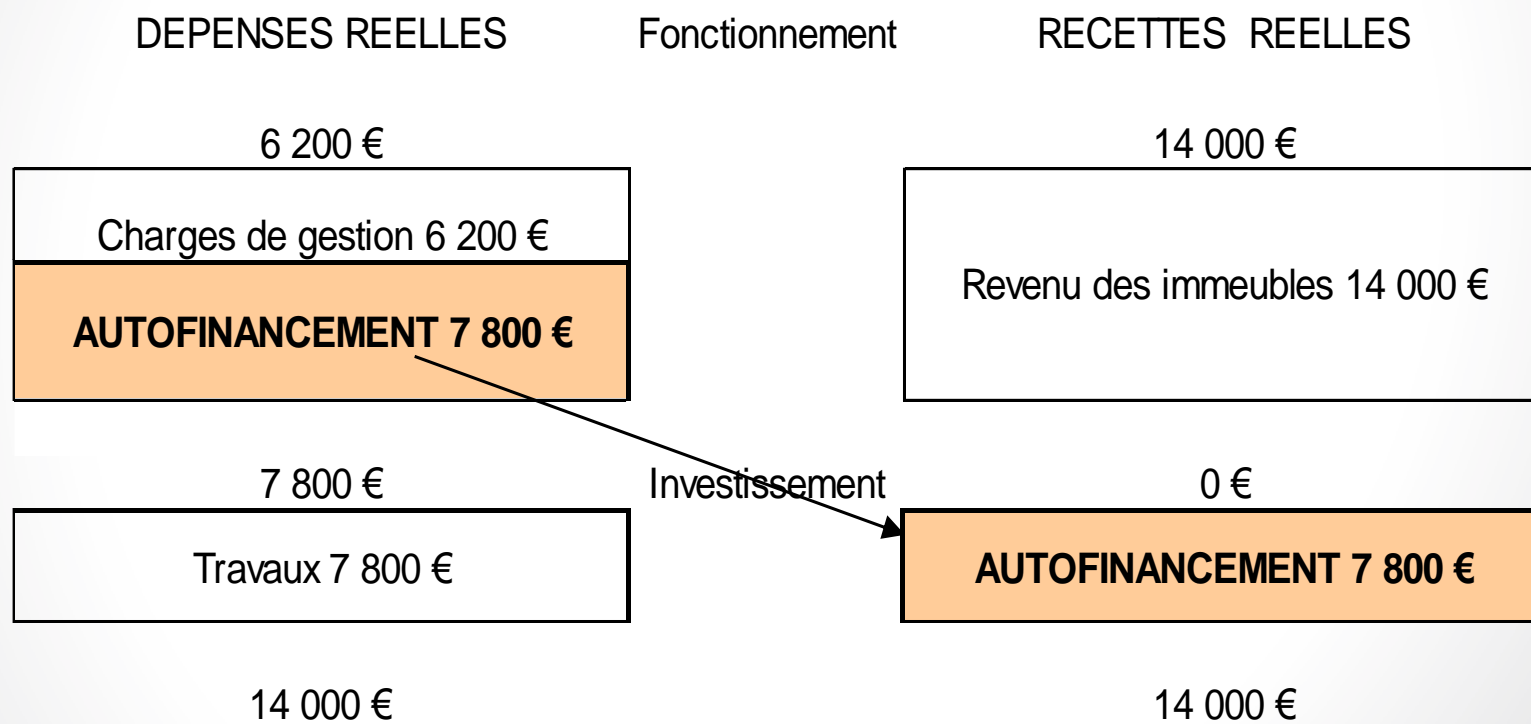 DEPENSES REELLES Fonctionnement RECETTES REELLES
6 200 € 14 000 €
Charges de gestion 6 200 €
Revenu des immeubles 14 000 €
AUTOFINANCEMENT 7 800 €
7 800 € Investissement 0 €
Travaux 7 800 € AUTOFINANCEMENT 7 800 €
14 000 € 14 000 €